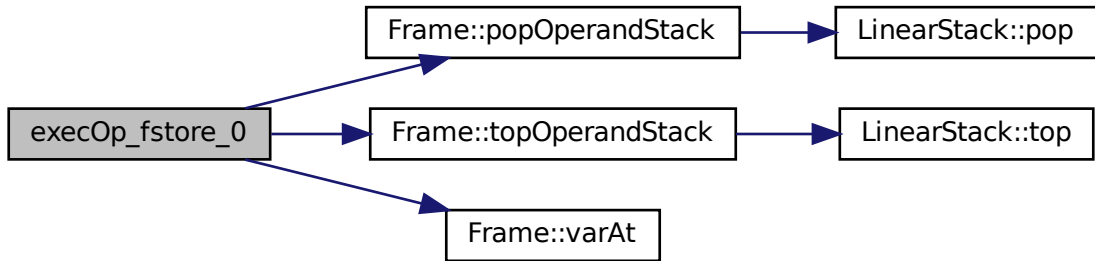 Frame::popOperandStack
LinearStack::pop
execOp_fstore_0
Frame::topOperandStack
LinearStack::top
Frame::varAt